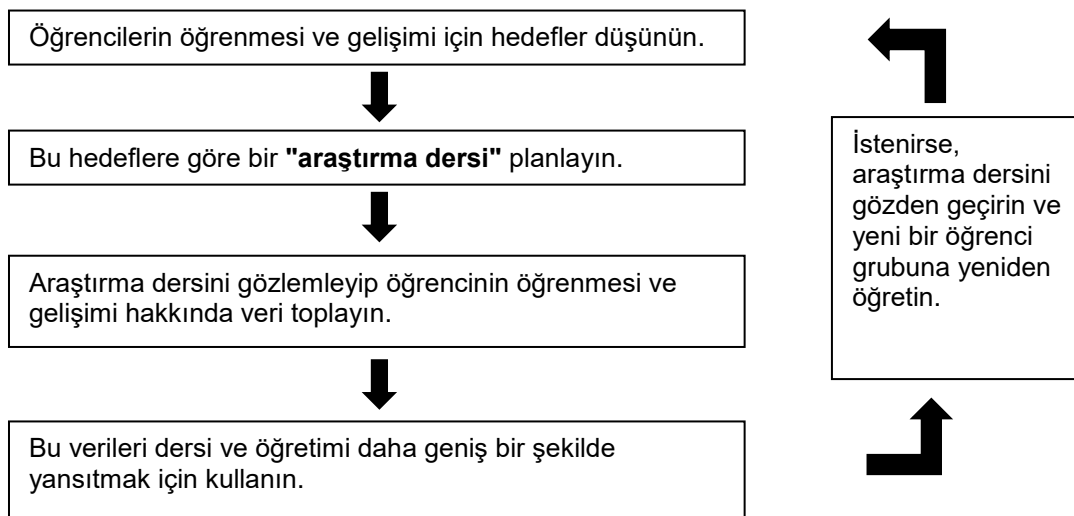 Öğrencilerin öğrenmesi ve gelişimi için hedefler düşünün.
Bu hedeflere göre bir "araştırma dersi" planlayın.
Araştırma dersini gözlemleyip öğrencinin öğrenmesi ve
gelişimi hakkında veri toplayın.
Bu verileri dersi ve öğretimi daha geniş bir şekilde
yansıtmak için kullanın.
İstenirse,
araştırma dersini
gözden geçirin ve
yeni bir öğrenci
grubuna yeniden
öğretin.